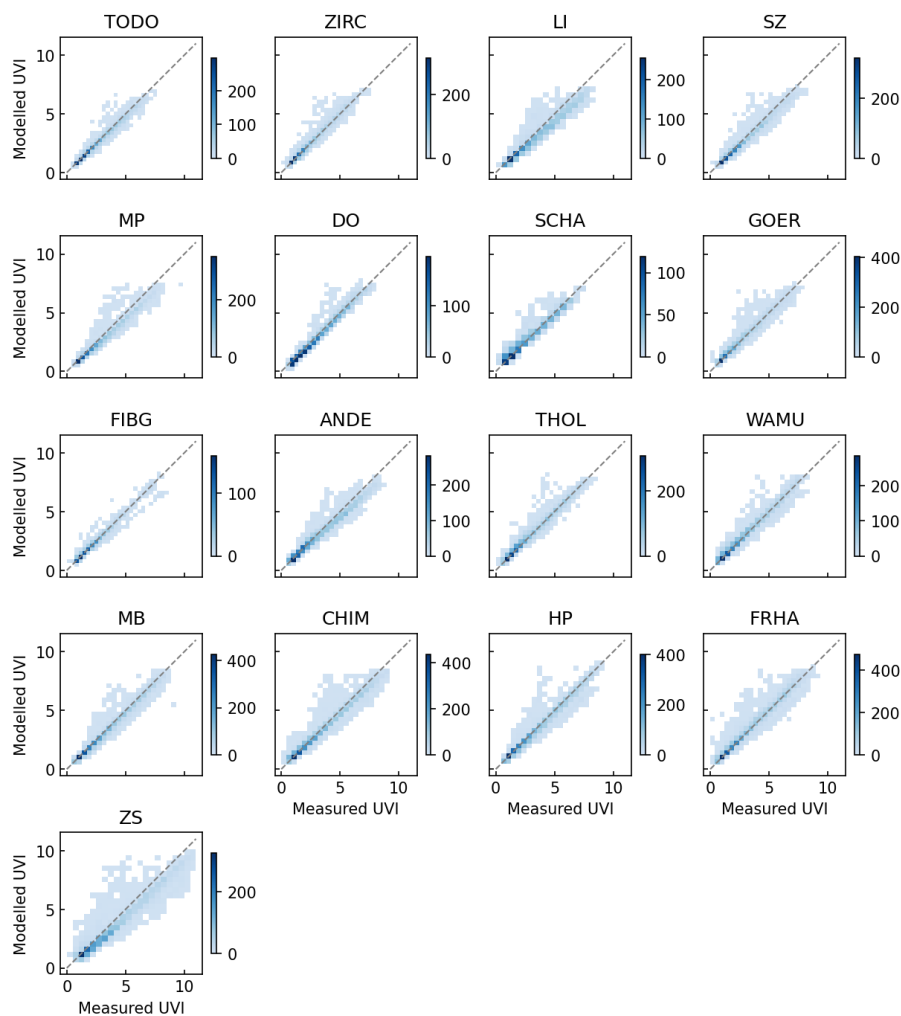 TODO
ZIRC
LI
SZ
Modelled UVI
10
5
0
200
100
0
200
0
200
100
0
200
0
MP
DO
SCHA
GOER
Modelled UVI
10
5
0
200
0
100
0
100
50
0
400
200
0
FIBG
ANDE
THOL
WAMU
Modelled UVI
10
5
0
100
0
200
100
0
200
0
200
100
0
MB
CHIM
HP
FRHA
Modelled UVI
10
5
0
400
200
0
400
200
0
400
200
0
400
200
0
0 5 10
0 5 10
0 5 10
Measured UVI
Measured UVI
Measured UVI
ZS
Modelled UVI
10
5
0
200
0
0 5 10
Measured UVI